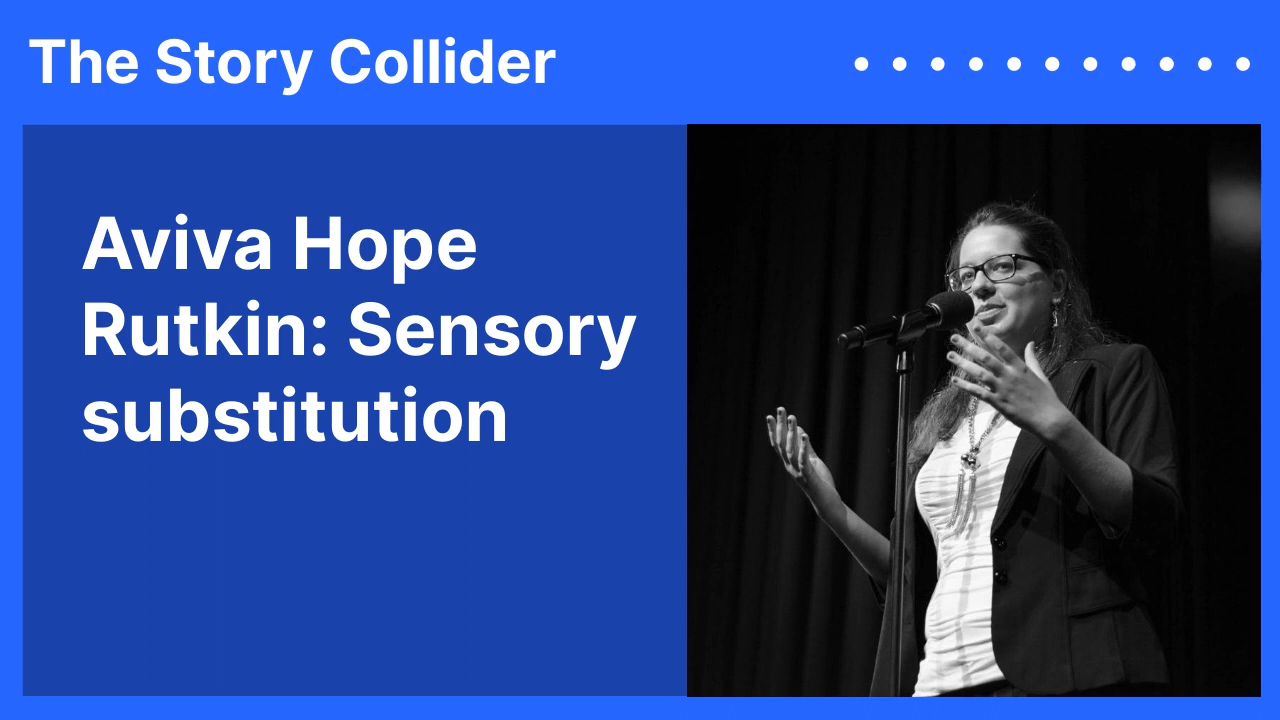 The Story Collider
Aviva Hope
Rutkin: Sensory
substitution